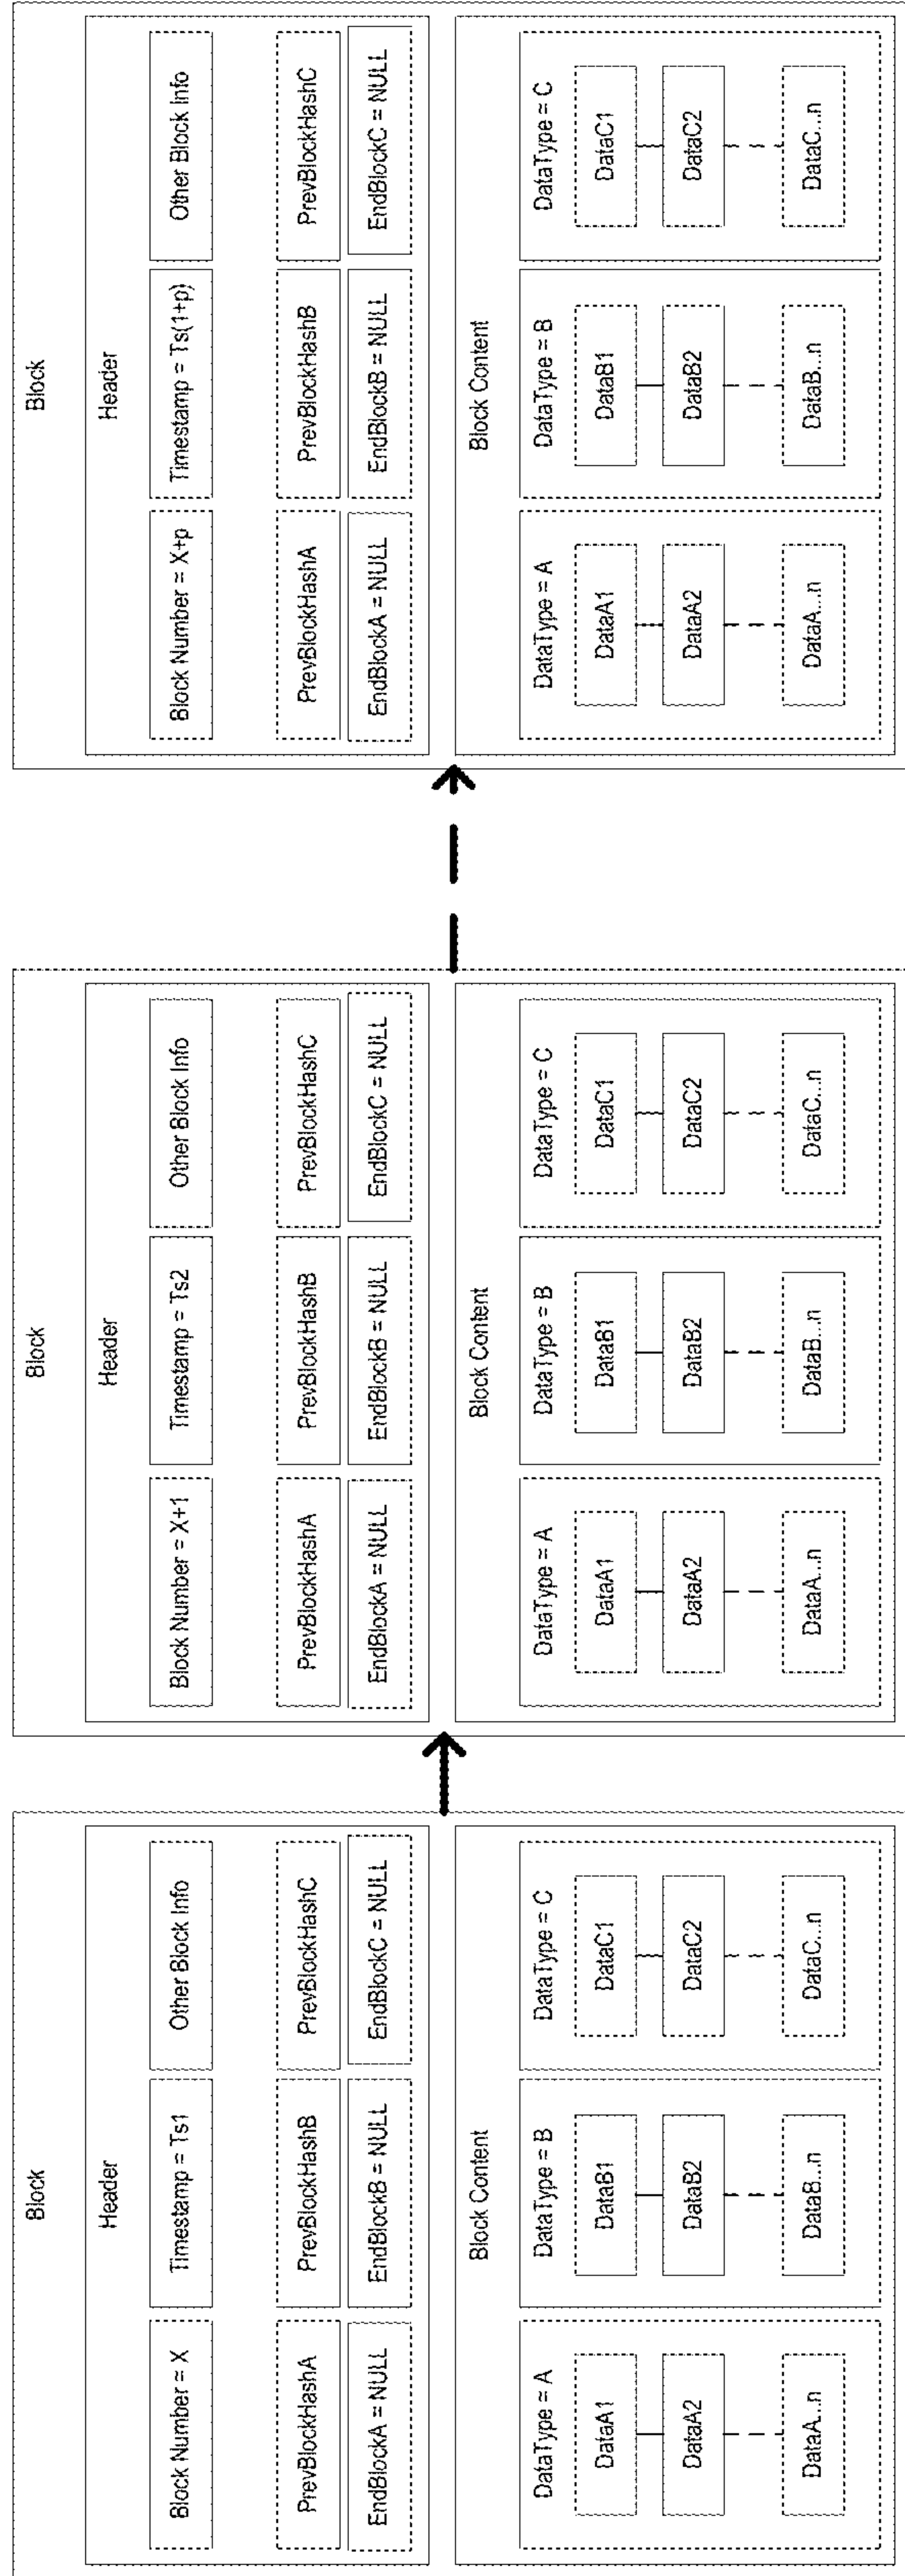 Block
Header
Block Number = X
Timestamp = Ts1
Other Block Info
PrevBlockHashA
PrevBlockHashB
PrevBlockHashC
EndBlockA = NULL
EndBlockB = NULL
EndBlockC = NULL
Block Content
DataType = A
DataType = B
DataType = C
DataA1
DataB1
DataC1
DataA2
DataB2
DataC2
DataA...n
DataB...n
DataC...n
Block
Header
Block Number = X+1
Timestamp = Ts2
Other Block Info
PrevBlockHashA
PrevBlockHashB
PrevBlockHashC
EndBlockA = NULL
EndBlockB = NULL
EndBlockC = NULL
Block Content
DataType = A
DataType = B
DataType = C
DataA1
DataB1
DataC1
DataA2
DataB2
DataC2
DataA...n
DataB...n
DataC...n
Block
Header
Block Number = X+p
Timestamp = Ts(1+p)
Other Block Info
PrevBlockHashA
PrevBlockHashB
PrevBlockHashC
EndBlockA = NULL
EndBlockB = NULL
EndBlockC = NULL
Block Content
DataType = A
DataType = B
DataType = C
DataA1
DataB1
DataC1
DataA2
DataB2
DataC2
DataA...n
DataB...n
DataC...n